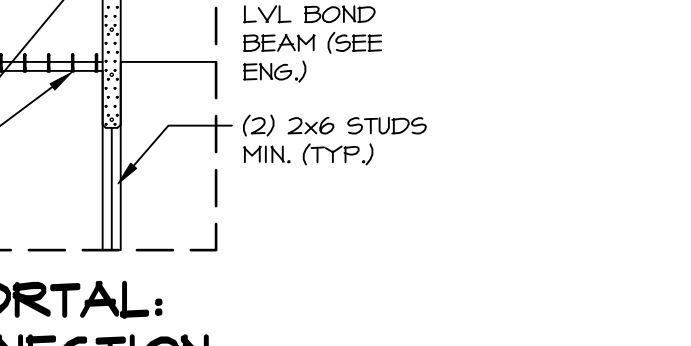 LVL BOND
BEAM (SEE
ENG.)
(2) 2x6 STUDS
MIN. (TYP.)
ORTAL: